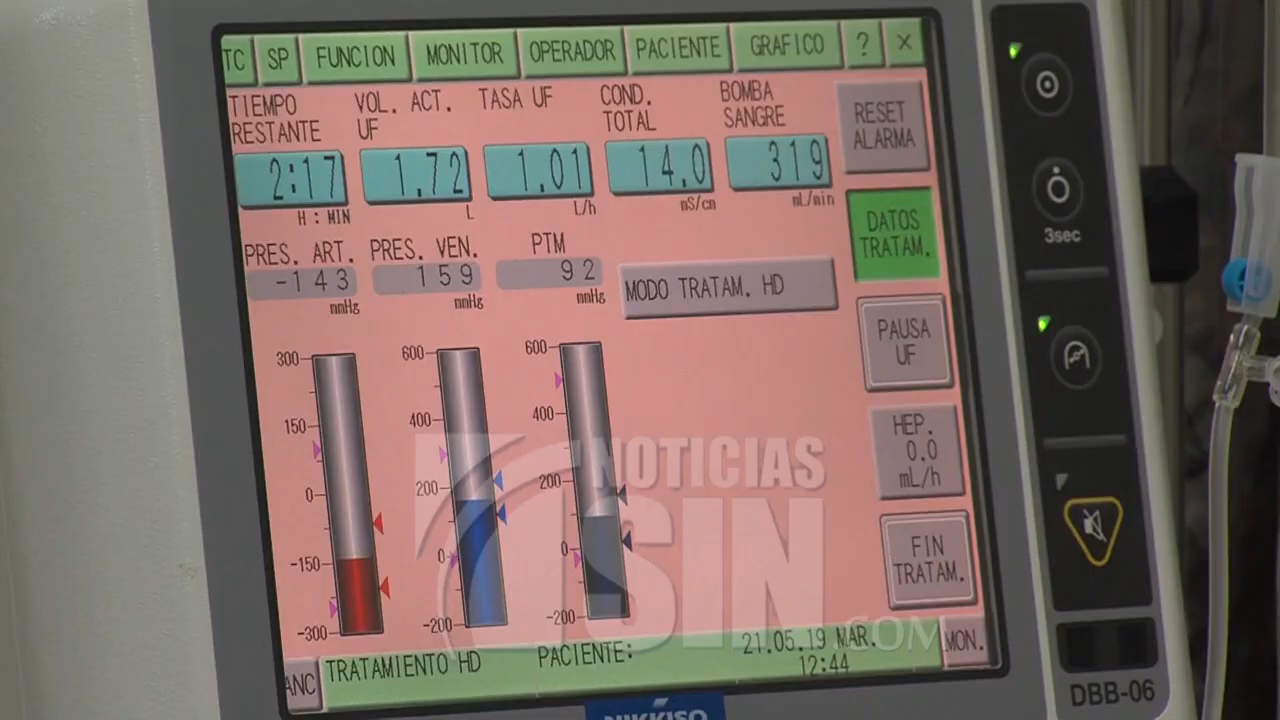 TC SP FUNCION MONITOR OPERADOR PACIENTE GRAFICO ? ×
TIEMPO RESTANTE
VOL. ACT. UF
TASA UF
COND. TOTAL
BOMBA SANGRE
RESET ALARMA
2:17 1.72 1.01 14.0 319
H : MIN L L/h mS/cm mL/min
PRES. ART. PRES. VEN. PTM
-143 159 92
mmHg mmHg mmHg
MODO TRATAM. HD
DATOS TRATAM.
PAUSA UF
HEP. 0.0 mL/h
FIN TRATAM.
300
150
0
-150
-300
600
400
200
0
-200
600
400
200
0
-200
NOTICIAS
SIN
.COM
ANC TRATAMIENTO HD PACIENTE: 21.05.19 MAR. MON.
12:44
3sec
DBB-06
NIKKISO